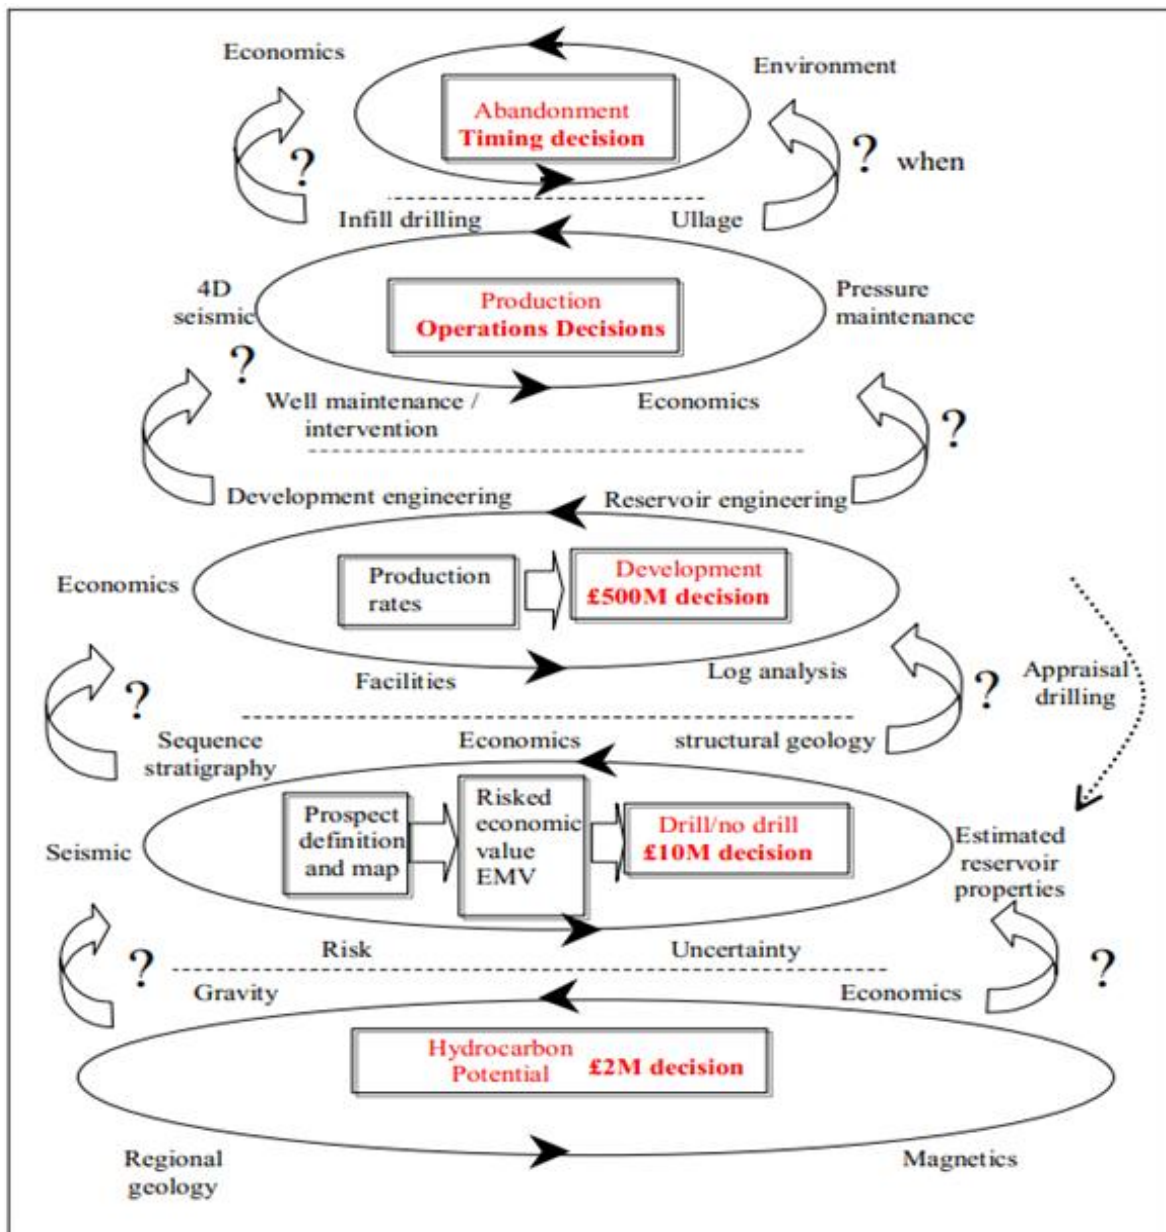 Economics
Environment
Abandonment
Timing decision
?
? when
Infill drilling
Ullage
4D
seismic
Production
Operations Decisions
Pressure
maintenance
?
Well maintenance /
intervention
Economics
?
Development engineering
Reservoir engineering
Economics
Production
rates
Development
£500M decision
Facilities
Log analysis
?
?
Appraisal
drilling
Sequence
stratigraphy
Economics
structural geology
Seismic
Prospect
definition
and map
Risked
economic
value
EMV
Drill/no drill
£10M decision
Estimated
reservoir
properties
Risk
Uncertainty
?
?
Gravity
Economics
Hydrocarbon
Potential
£2M decision
Regional
geology
Magnetics